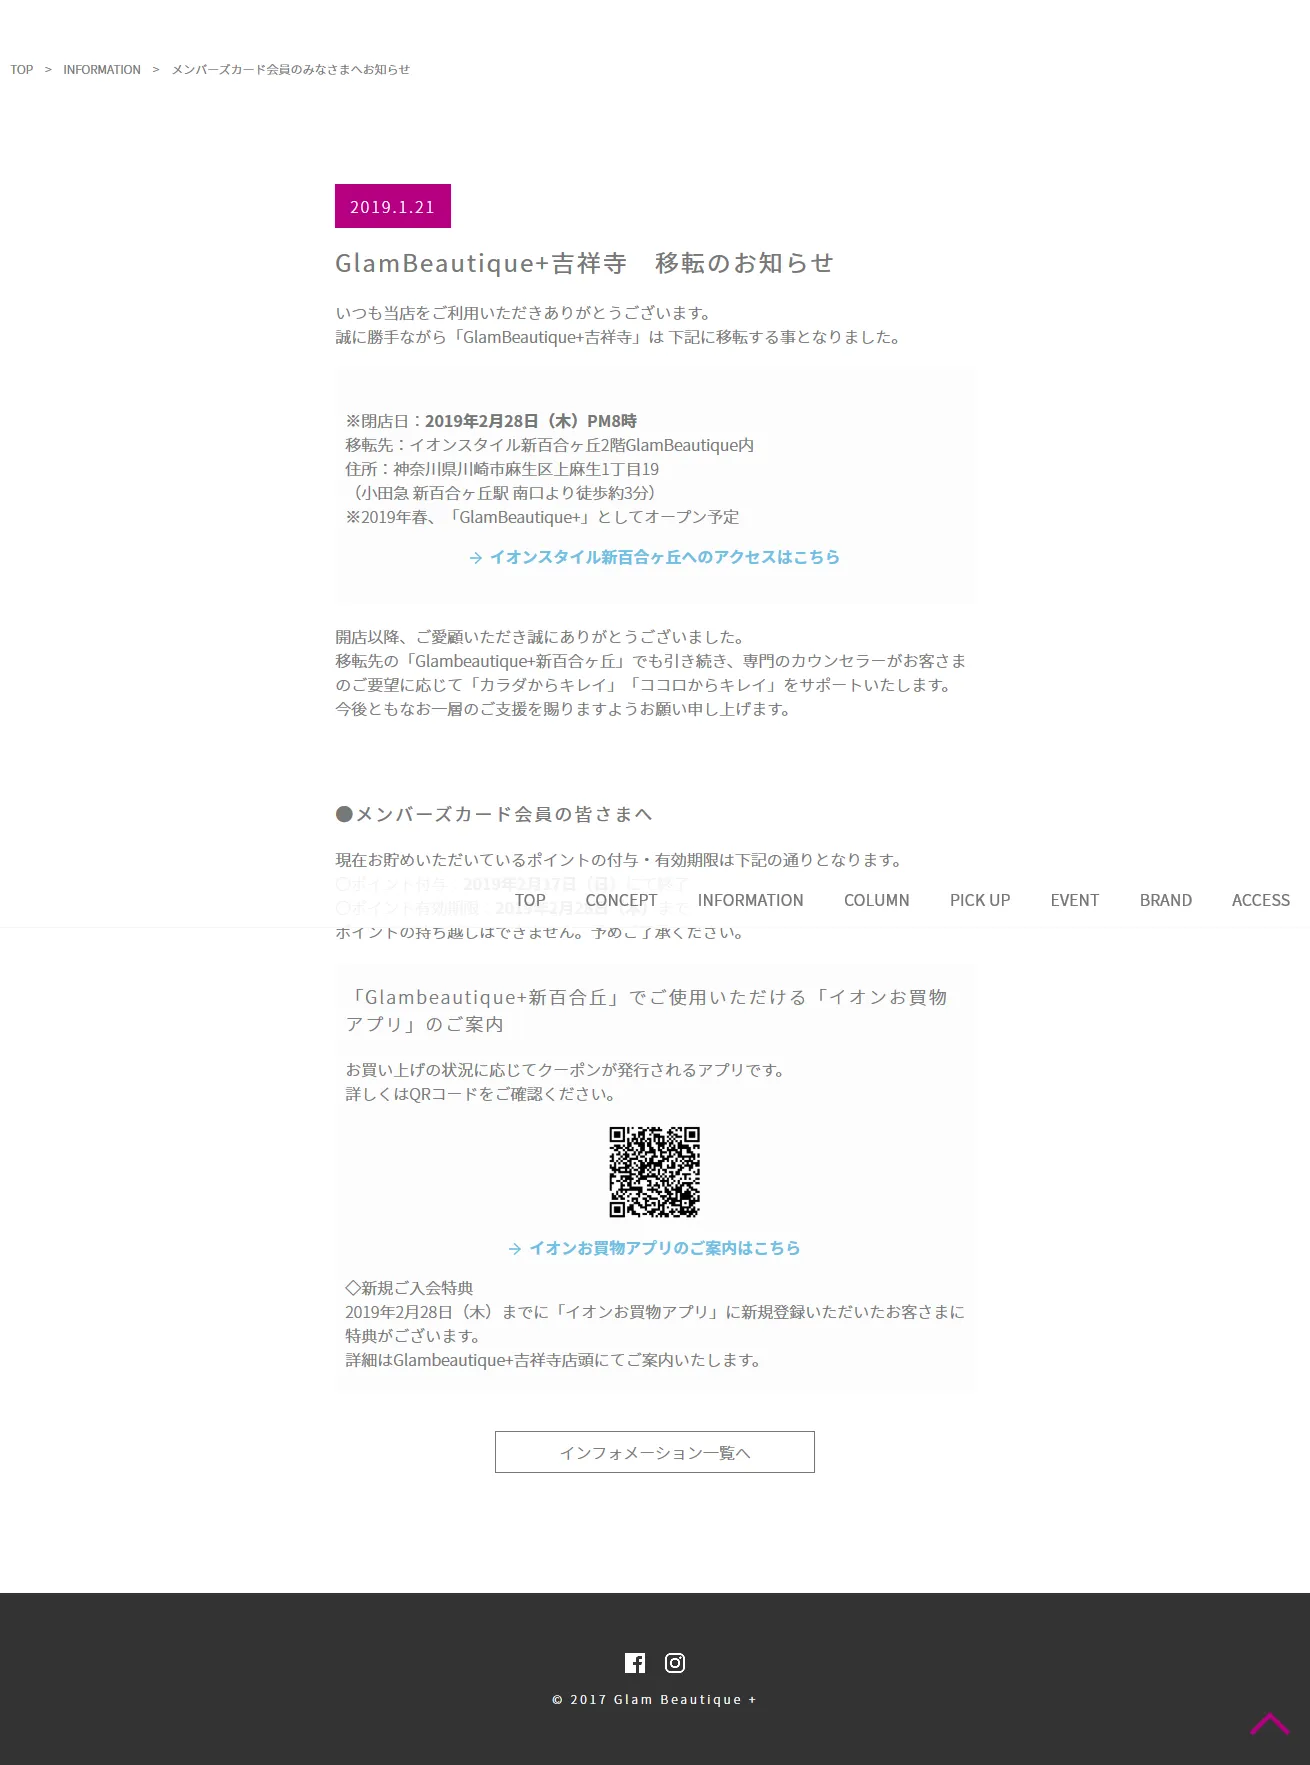 TOP > INFORMATION > メンバーズカード会員のみなさまへお知らせ
2019.1.21
GlamBeautique+吉祥寺　移転のお知らせ
いつも当店をご利用いただきありがとうございます。
誠に勝手ながら「GlamBeautique+吉祥寺」は 下記に移転する事となりました。
※閉店日：2019年2月28日（木）PM8時
移転先：イオンスタイル新百合ヶ丘2階GlamBeautique内
住所：神奈川県川崎市麻生区上麻生1丁目19
（小田急 新百合ヶ丘駅 南口より徒歩約3分）
※2019年春、「GlamBeautique+」としてオープン予定
→ イオンスタイル新百合ヶ丘へのアクセスはこちら
開店以降、ご愛顧いただき誠にありがとうございました。
移転先の「Glambeautique+新百合ヶ丘」でも引き続き、専門のカウンセラーがお客さま
のご要望に応じて「カラダからキレイ」「ココロからキレイ」をサポートいたします。
今後ともなお一層のご支援を賜りますようお願い申し上げます。
●メンバーズカード会員の皆さまへ
現在お貯めいただいているポイントの付与・有効期限は下記の通りとなります。
〇ポイント付与　2019年2月17日（日）にて終了
〇ポイント有効期限　2019年2月28日（木）まで
TOP CONCEPT INFORMATION COLUMN PICK UP EVENT BRAND ACCESS
ポイントの持ち越しはできません。予めご了承ください。
「Glambeautique+新百合丘」でご使用いただける「イオンお買物
アプリ」のご案内
お買い上げの状況に応じてクーポンが発行されるアプリです。
詳しくはQRコードをご確認ください。
→ イオンお買物アプリのご案内はこちら
◇新規ご入会特典
2019年2月28日（木）までに「イオンお買物アプリ」に新規登録いただいたお客さまに
特典がございます。
詳細はGlambeautique+吉祥寺店頭にてご案内いたします。
インフォメーション一覧へ
© 2017 Glam Beautique +